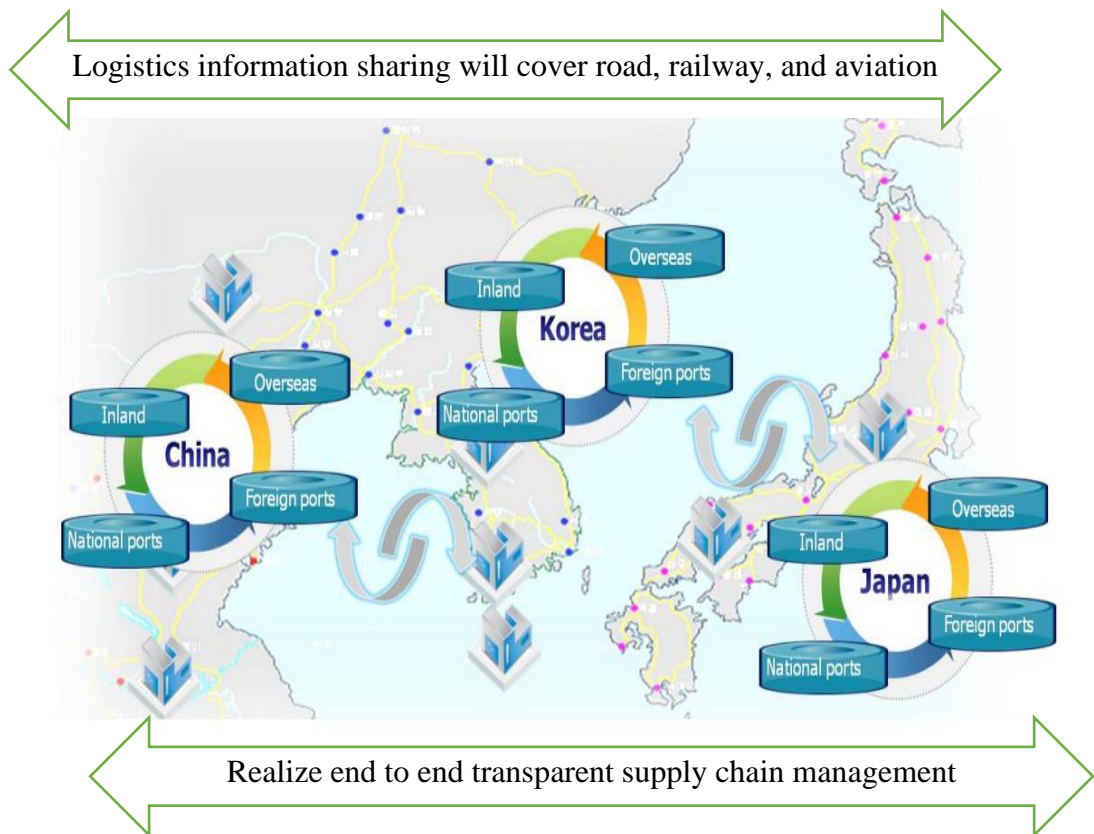 Logistics information sharing will cover road, railway, and aviation
Overseas
Inland
Korea
Foreign ports
National ports
Overseas
Inland
China
Foreign ports
National ports
Overseas
Inland
Japan
Foreign ports
National ports
Realize end to end transparent supply chain management